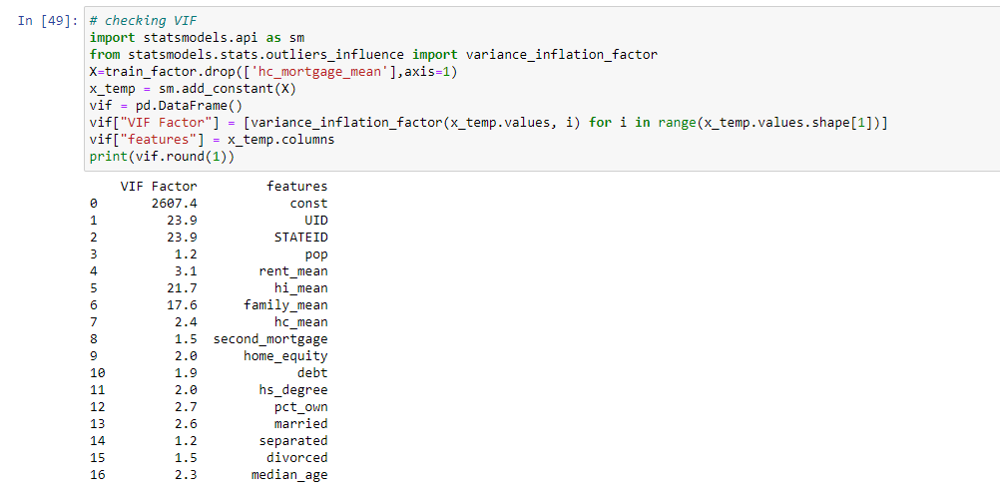 In [49]: # checking VIF
import statsmodels.api as sm
from statsmodels.stats.outliers_influence import variance_inflation_factor
X=train_factor.drop(['hc_mortgage_mean'],axis=1)
x_temp = sm.add_constant(X)
vif = pd.DataFrame()
vif["VIF Factor"] = [variance_inflation_factor(x_temp.values, i) for i in range(x_temp.values.shape[1])]
vif["features"] = x_temp.columns
print(vif.round(1))
VIF Factor features
0 2607.4 const
1 23.9 UID
2 23.9 STATEID
3 1.2 pop
4 3.1 rent_mean
5 21.7 hi_mean
6 17.6 family_mean
7 2.4 hc_mean
8 1.5 second_mortgage
9 2.0 home_equity
10 1.9 debt
11 2.0 hs_degree
12 2.7 pct_own
13 2.6 married
14 1.2 separated
15 1.5 divorced
16 2.3 median_age